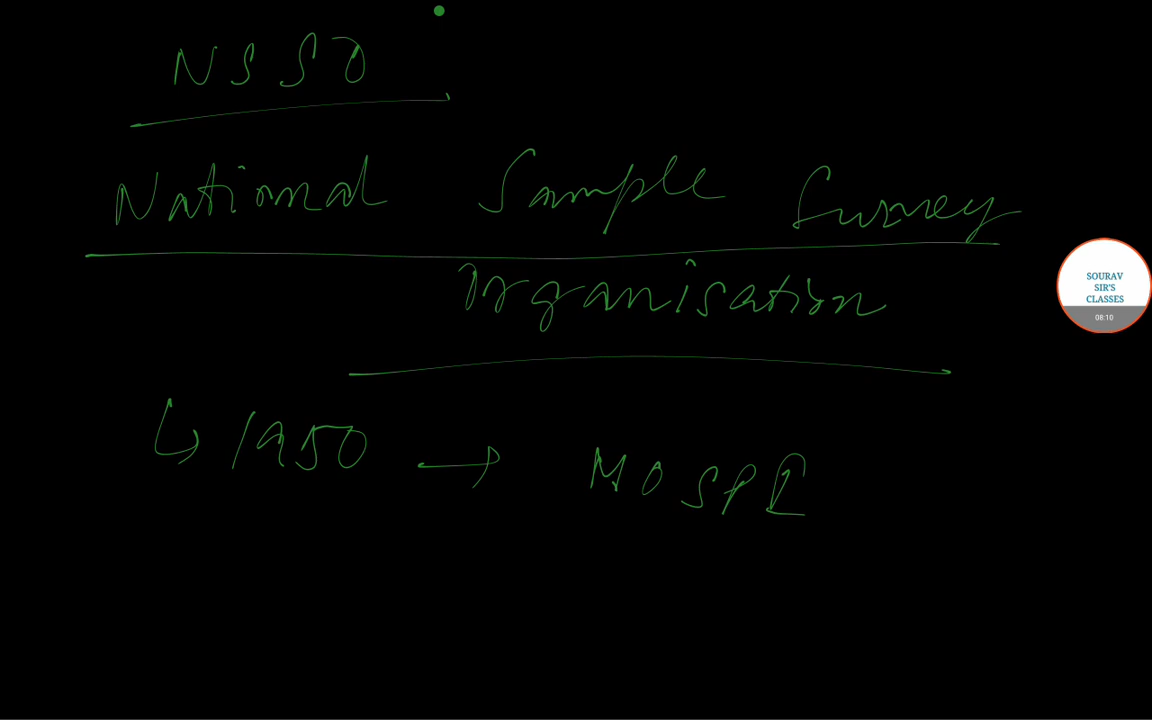 NSSO
National Sample Survey
Organisation
↳ 1950 → MOSPI
SOURAV
SIR'S
CLASSES
08:10